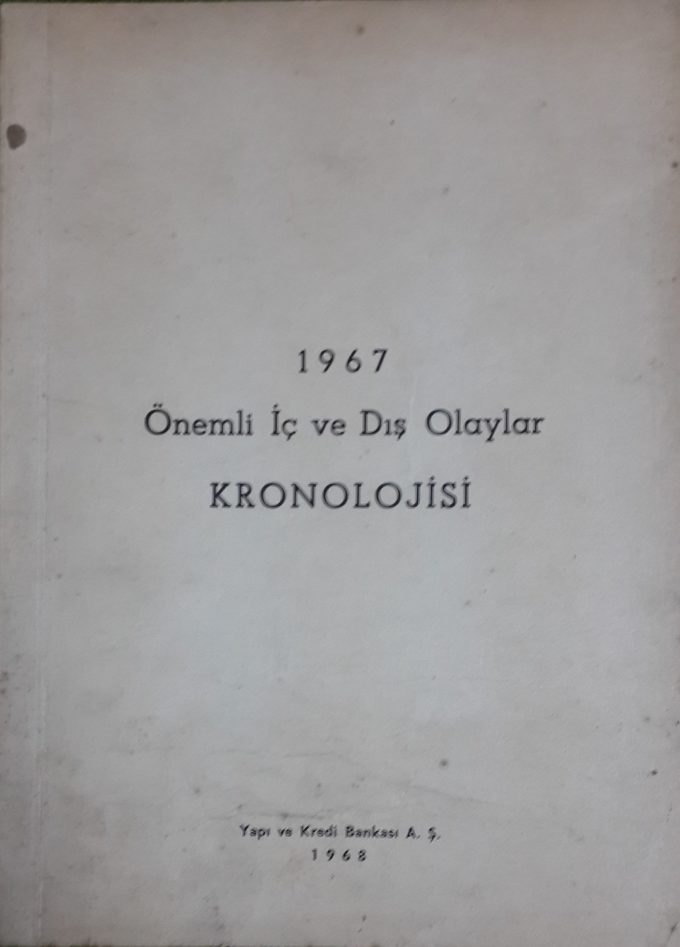 1967
Önemli İç ve Dış Olaylar
KRONOLOJİSİ
Yapı ve Kredi Bankası A. Ş.
1968